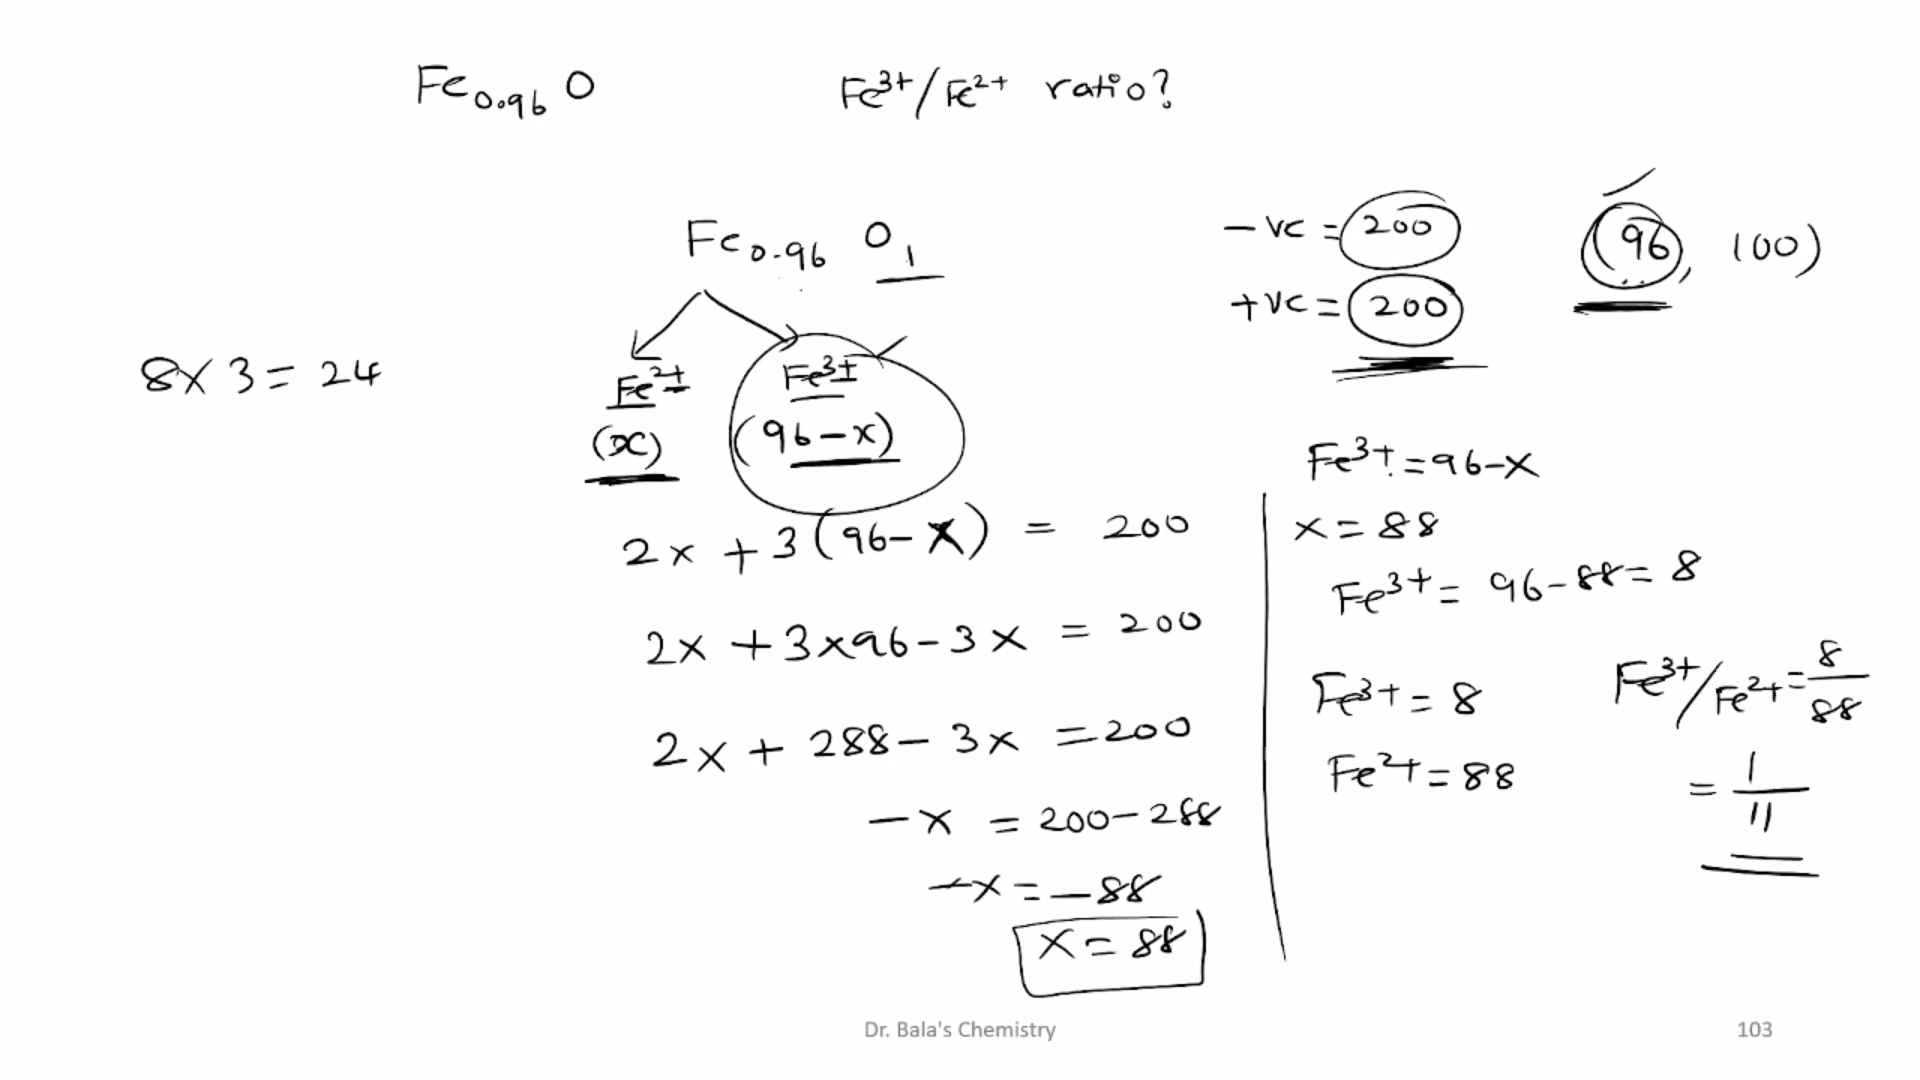 Fe0.96 O
Fe³⁺/Fe²⁺ ratio?
Fe0.96 O1
-ve = 200
(96, 100)
+ve = 200
8 x 3 = 24
Fe²⁺ Fe³⁺
(x) (96-x)
2x + 3(96-x) = 200
2x + 3x96 - 3x = 200
2x + 288 - 3x = 200
-x = 200-288
-x = -88
x = 88
Fe³⁺ = 96-x
x = 88
Fe³⁺ = 96-88 = 8
Fe³⁺ = 8
Fe²⁺ = 88
Fe³⁺/Fe²⁺ = 8/88
= 1/11
Dr. Bala's Chemistry
103